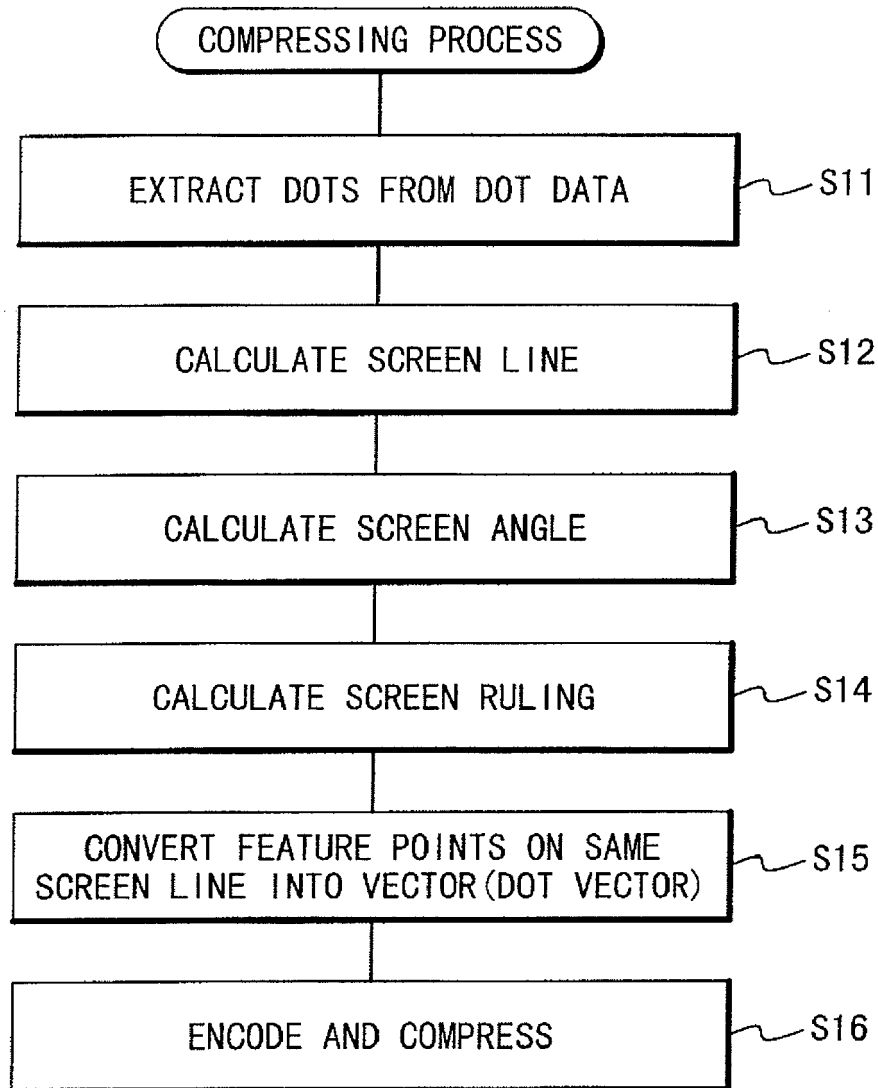 COMPRESSING PROCESS
EXTRACT DOTS FROM DOT DATA
S11
CALCULATE SCREEN LINE
S12
CALCULATE SCREEN ANGLE
S13
CALCULATE SCREEN RULING
S14
CONVERT FEATURE POINTS ON SAME
SCREEN LINE INTO VECTOR(DOT VECTOR)
S15
ENCODE AND COMPRESS
S16